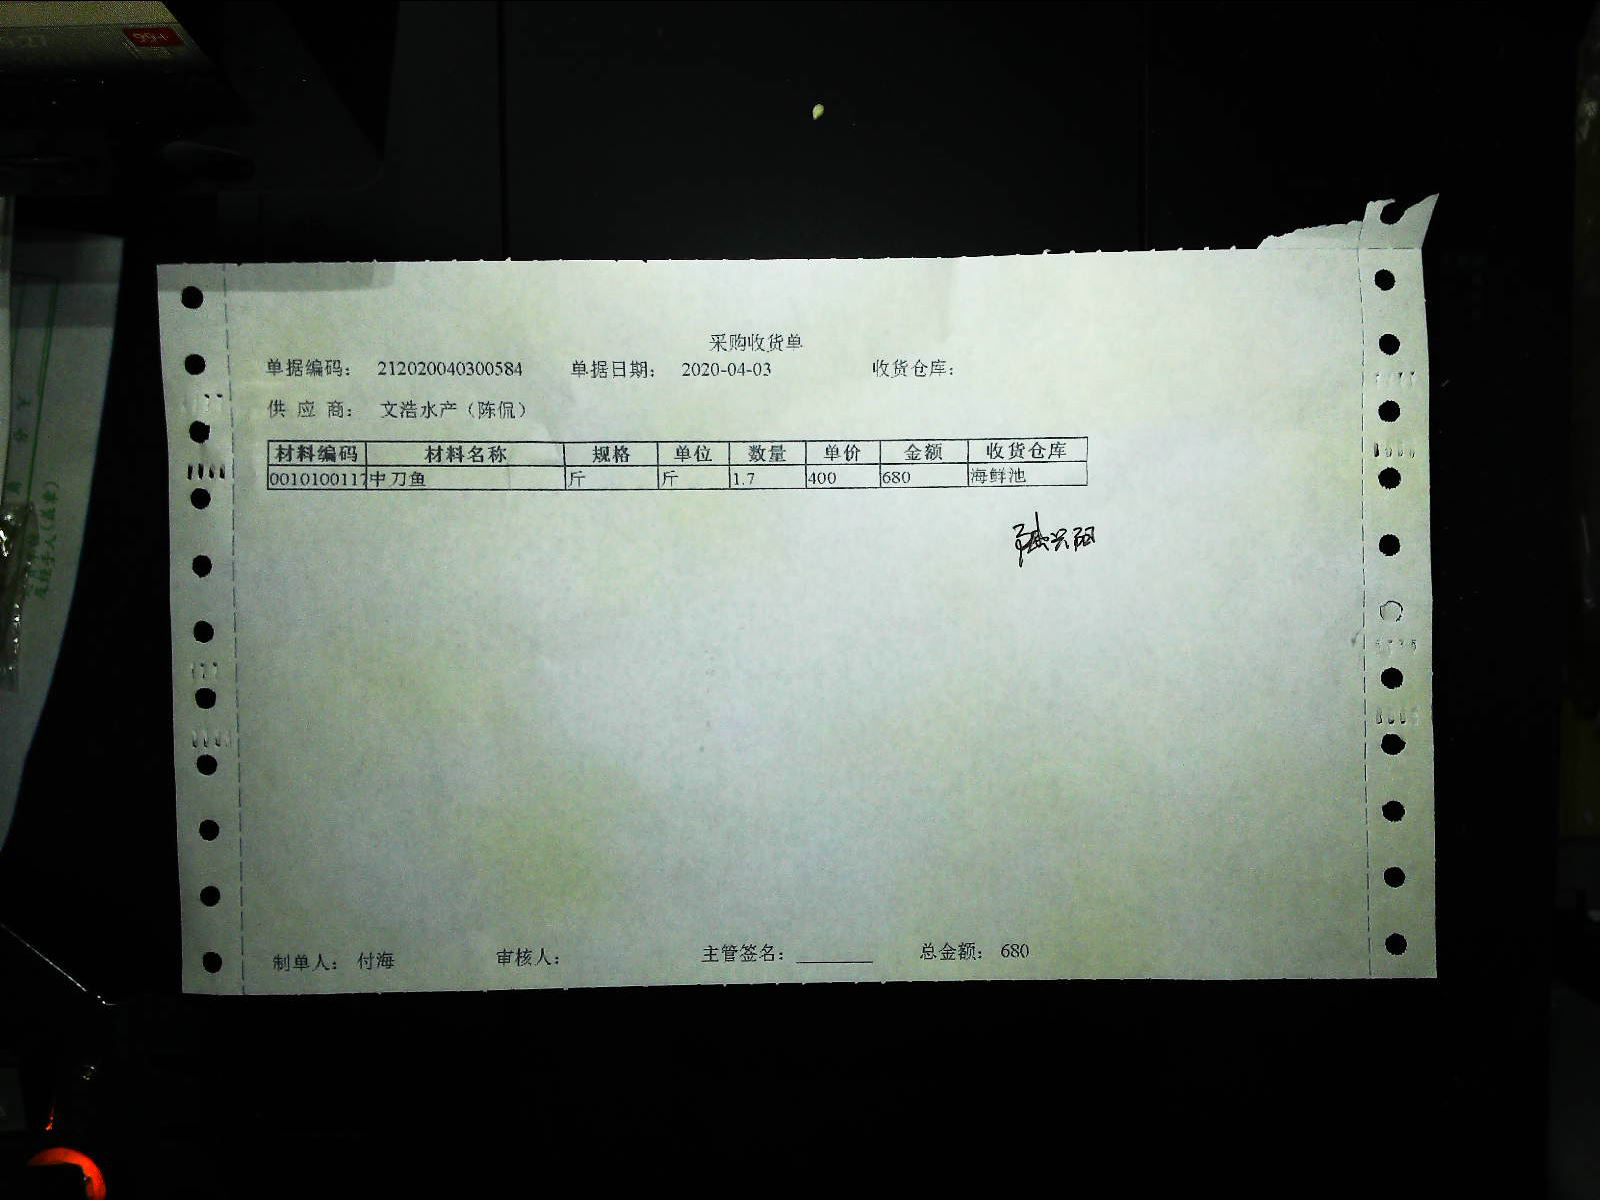 99+
采购收货单
单据编码： 212020040300584 单据日期： 2020-04-03 收货仓库：
供 应 商： 文浩水产（陈侃）
材料编码 材料名称 规格 单位 数量 单价 金额 收货仓库
0010100117 中刀鱼 斤 斤 1.7 400 680 海鲜池
制单人： 付海 审核人： 主管签名： ________ 总金额： 680